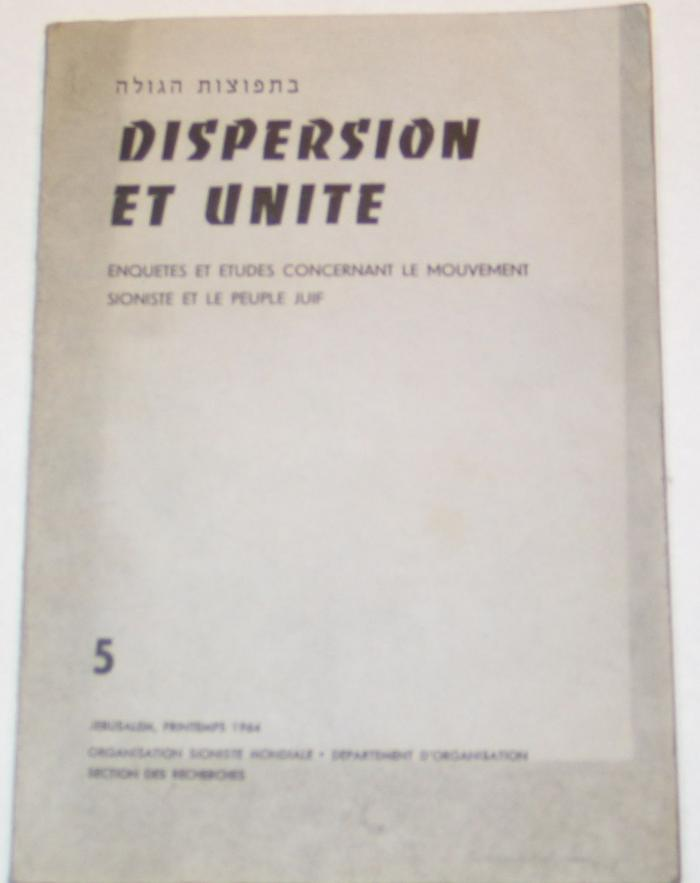 בתפוצות הגולה
DISPERSION
ET UNITE
ENQUETES ET ETUDES CONCERNANT LE MOUVEMENT
SIONISTE ET LE PEUPLE JUIF
5
JERUSALEM, PRINTEMPS 1964
ORGANISATION SIONISTE MONDIALE • DEPARTEMENT D'ORGANISATION
SECTION DES RECHERCHES